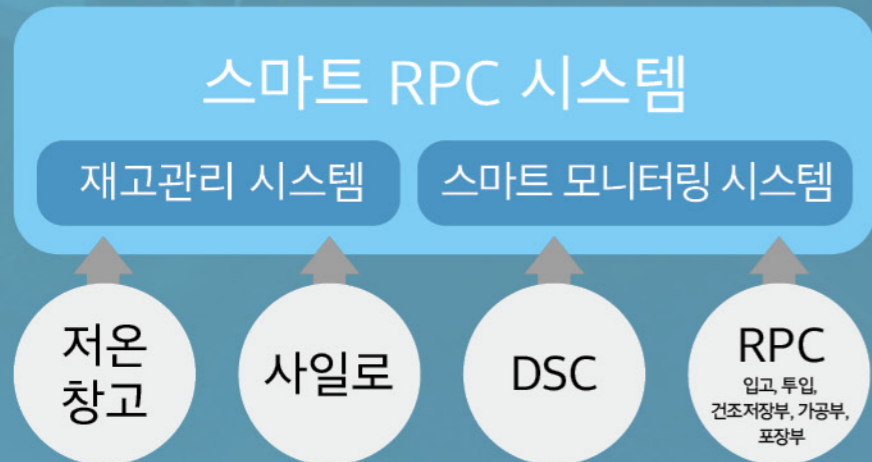 스마트 RPC 시스템
재고관리 시스템
스마트 모니터링 시스템
저온
창고
사일로
DSC
RPC
입고, 투입,
건조저장부, 가공부,
포장부